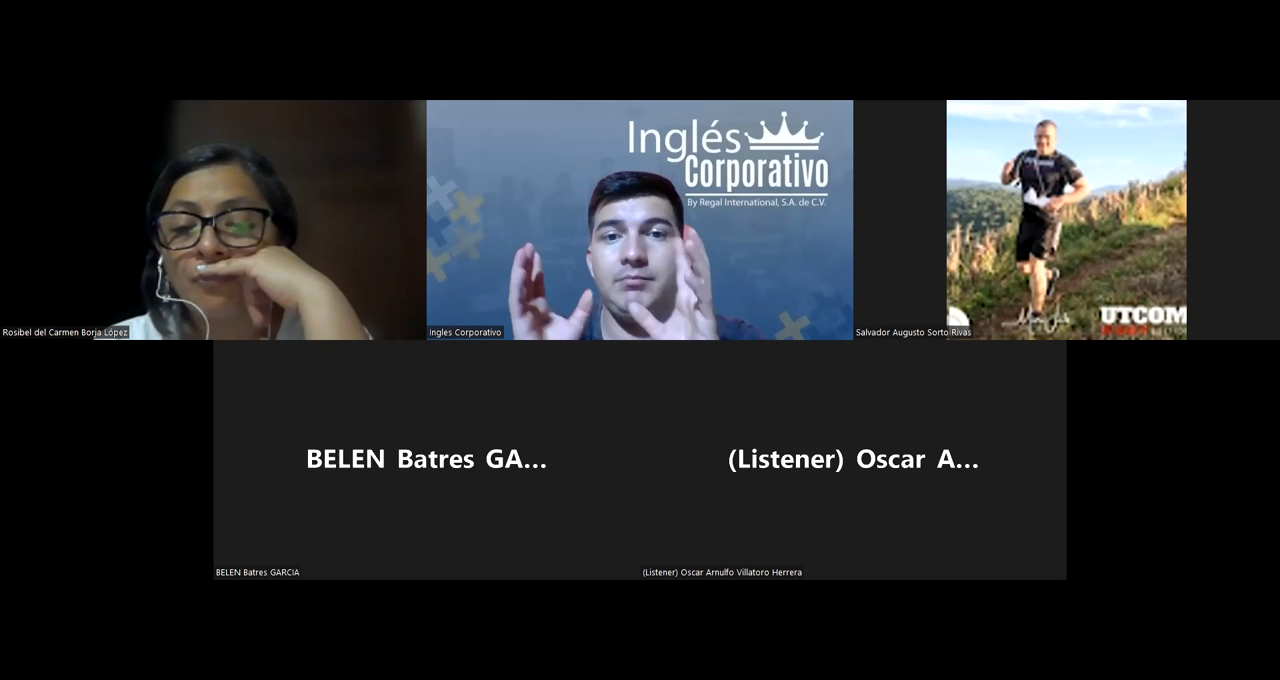 Inglés
Corporativo
By Regal International, S.A. de C.V.
Rosibel del Carmen Borja López
Ingles Corporativo
UTCOM
Salvador Augusto Sorto Rivas
BELEN Batres GA...
(Listener) Oscar A...
BELEN Batres GARCIA
(Listener) Oscar Arnulfo Villatoro Herrera